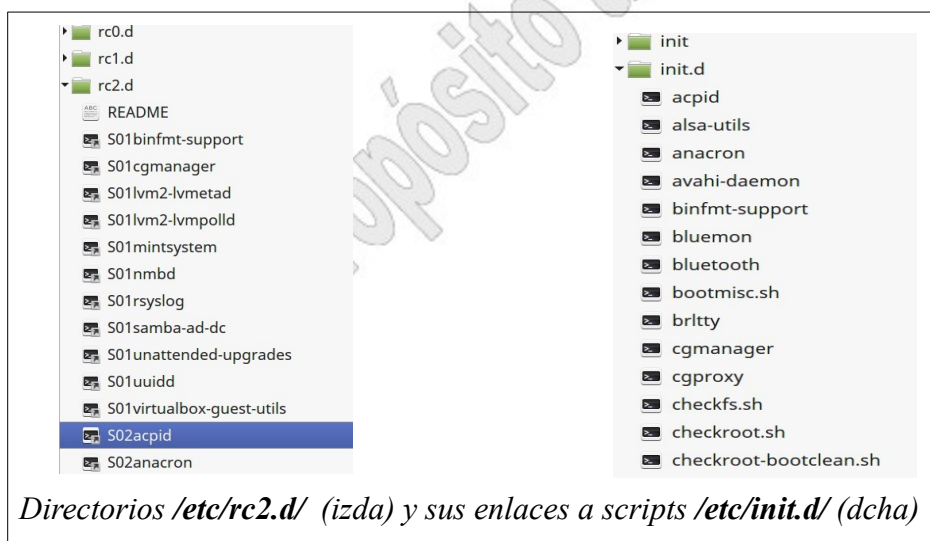 rc0.d
rc1.d
rc2.d
README
S01binfmt-support
S01cgmanager
S01lvm2-lvmetad
S01lvm2-lvmpolld
S01mintsystem
S01nmbd
S01rsyslog
S01samba-ad-dc
S01unattended-upgrades
S01uuidd
S01virtualbox-guest-utils
S02acpid
S02anacron
init
init.d
acpid
alsa-utils
anacron
avahi-daemon
binfmt-support
bluemon
bluetooth
bootmisc.sh
brltty
cgmanager
cgproxy
checkfs.sh
checkroot.sh
checkroot-bootclean.sh
opósito
Directorios /etc/rc2.d/ (izda) y sus enlaces a scripts /etc/init.d/ (dcha)